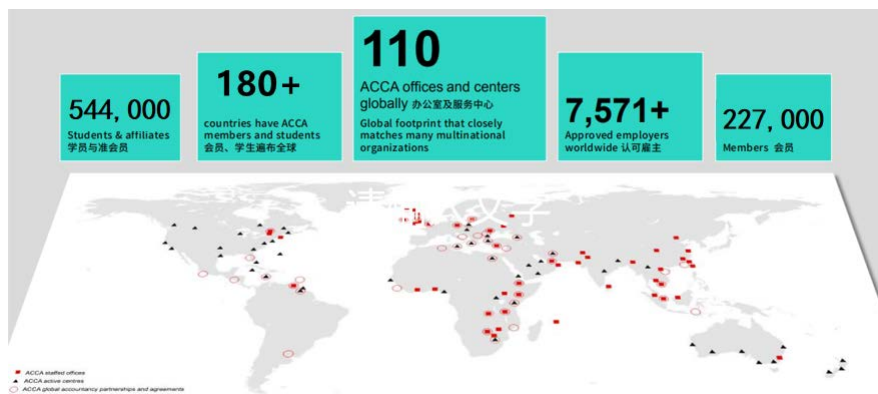 544,000
Students & affiliates
学员与准会员
180+
countries have ACCA
members and students
会员、学生遍布全球
110
ACCA offices and centers
globally 办公室及服务中心
Global footprint that closely
matches many multinational
organizations
7,571+
Approved employers
worldwide 认可雇主
227,000
Members 会员
ACCA staffed offices
ACCA active centres
ACCA global accountancy partnerships and agreements